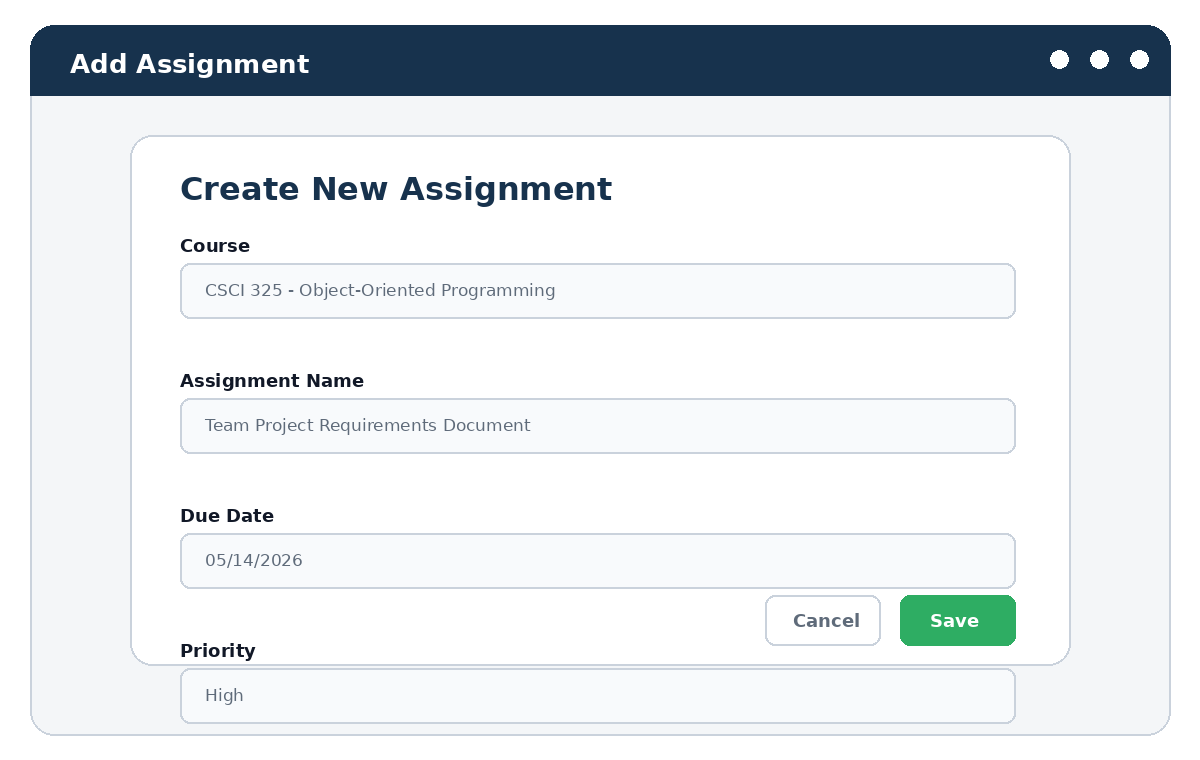 Add Assignment
Create New Assignment
Course
CSCI 325 - Object-Oriented Programming
Assignment Name
Team Project Requirements Document
Due Date
05/14/2026
Cancel Save
Priority
High